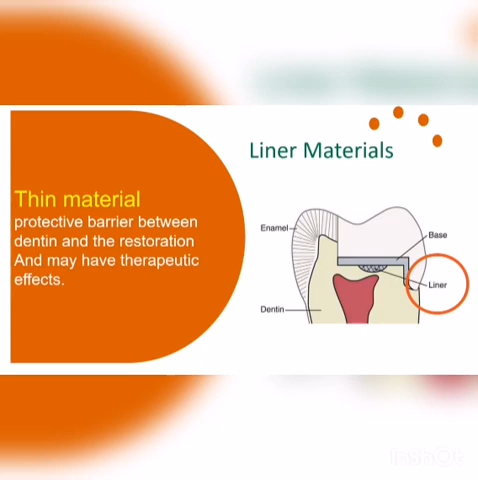 Liner Materials
Thin material
protective barrier between
dentin and the restoration
And may have therapeutic
effects.
Enamel
Base
Liner
Dentin
InShOt